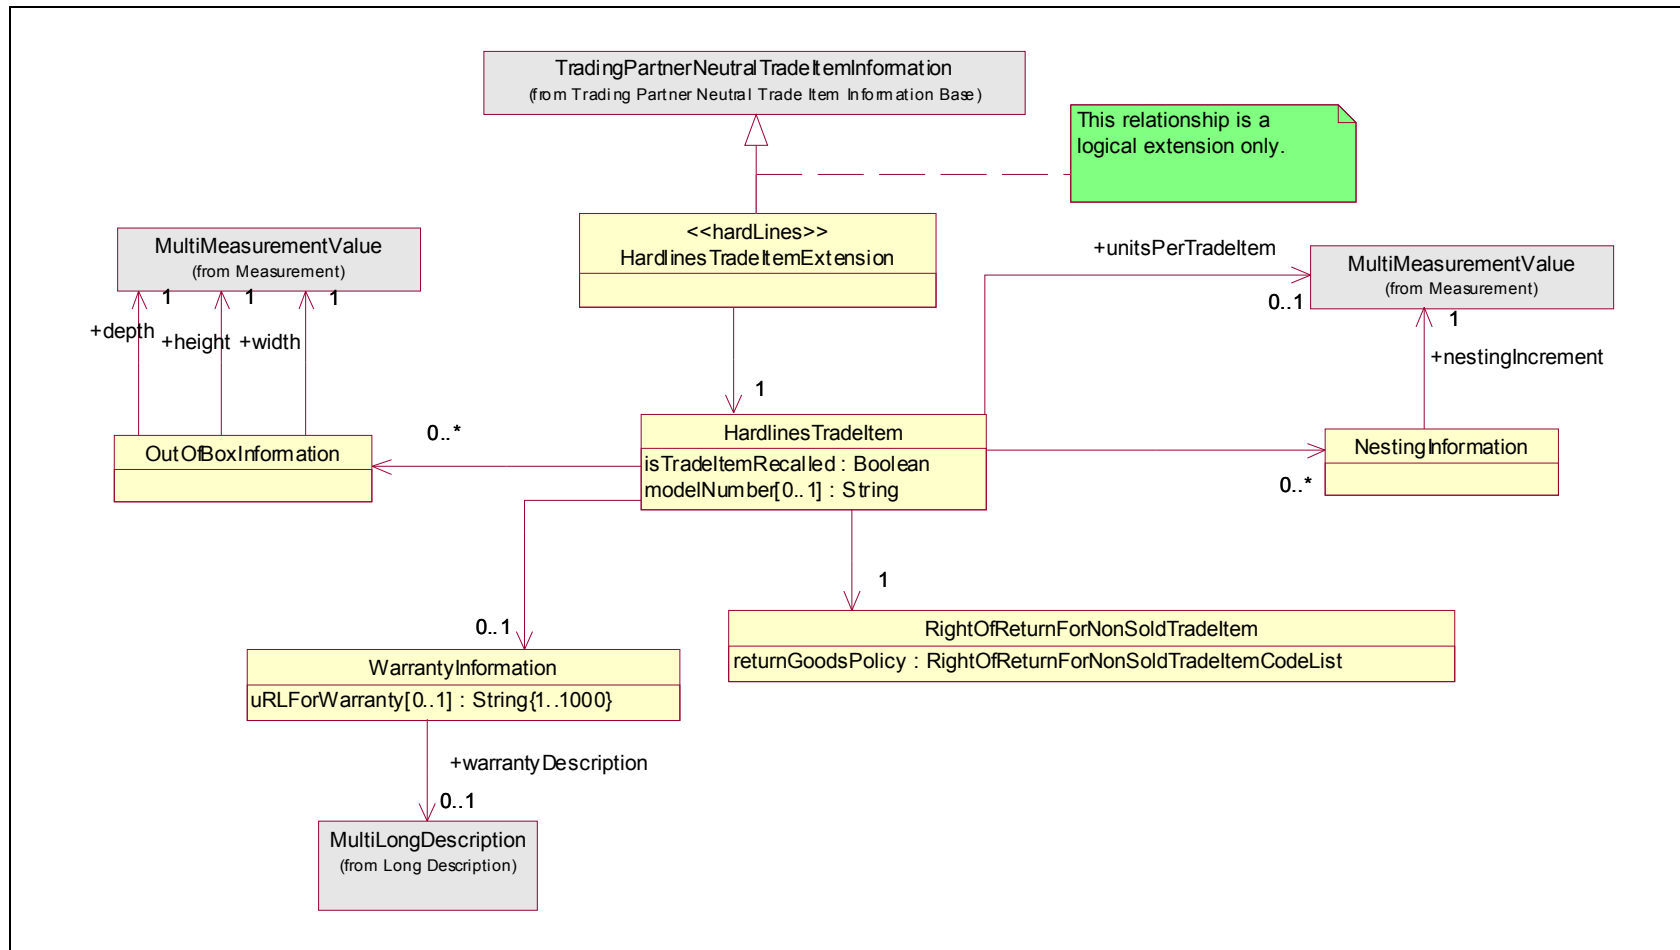 TradingPartnerNeutralTradeItemInformation
(from Trading Partner Neutral Trade Item Information Base)
This relationship is a
logical extension only.
<<hardLines>>
HardlinesTradeItemExtension
MultiMeasurementValue
(from Measurement)
1 1 1
+depth
+height +width
+unitsPerTradeItem
0..1
MultiMeasurementValue
(from Measurement)
1
+nestingIncrement
1
OutOfBoxInformation
0..*
HardlinesTradeItem
isTradeItemRecalled : Boolean
modelNumber[0..1] : String
NestingInformation
0..*
1
0..1
RightOfReturnForNonSoldTradeItem
returnGoodsPolicy : RightOfReturnForNonSoldTradeItemCodeList
WarrantyInformation
uRLForWarranty[0..1] : String{1..1000}
+warrantyDescription
0..1
MultiLongDescription
(from Long Description)